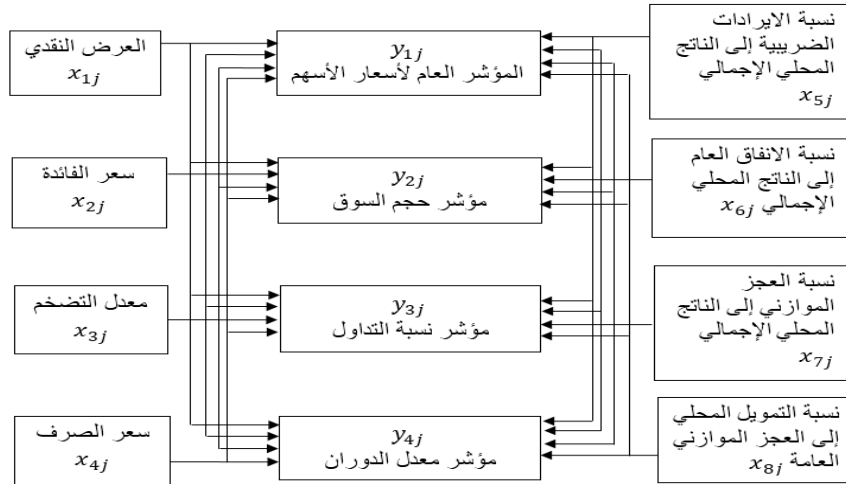 العرض النقدي
x1j
سعر الفائدة
x2j
معدل التضخم
x3j
سعر الصرف
x4j
y1j
المؤشر العام لأسعار الأسهم
y2j
مؤشر حجم السوق
y3j
مؤشر نسبة التداول
y4j
مؤشر معدل الدوران
نسبة الايرادات
الضريبية إلى الناتج
المحلي الإجمالي
x5j
نسبة الانفاق العام
إلى الناتج المحلي
الإجمالي x6j
نسبة العجز
الموازني إلى الناتج
المحلي الإجمالي
x7j
نسبة التمويل المحلي
إلى العجز الموازني
العامة x8j